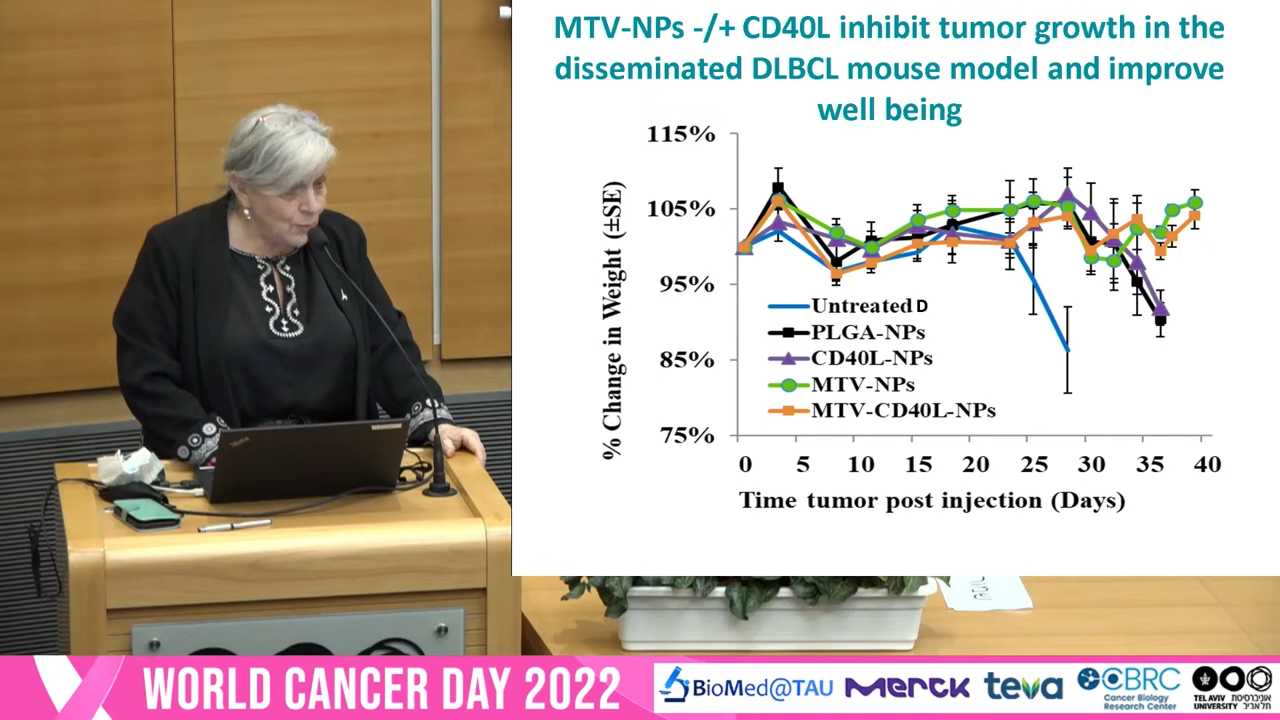 MTV-NPs -/+ CD40L inhibit tumor growth in the
disseminated DLBCL mouse model and improve
well being
115%
105%
95%
85%
75%
% Change in Weight (±SE)
Untreated D
PLGA-NPs
CD40L-NPs
MTV-NPs
MTV-CD40L-NPs
0 5 10 15 20 25 30 35 40
Time tumor post injection (Days)
WORLD CANCER DAY 2022
BioMed@TAU
MERCK
teva
CBRC
Cancer Biology
Research Center
TEL AVIV אוניברסיטת
UNIVERSITY תל אביב